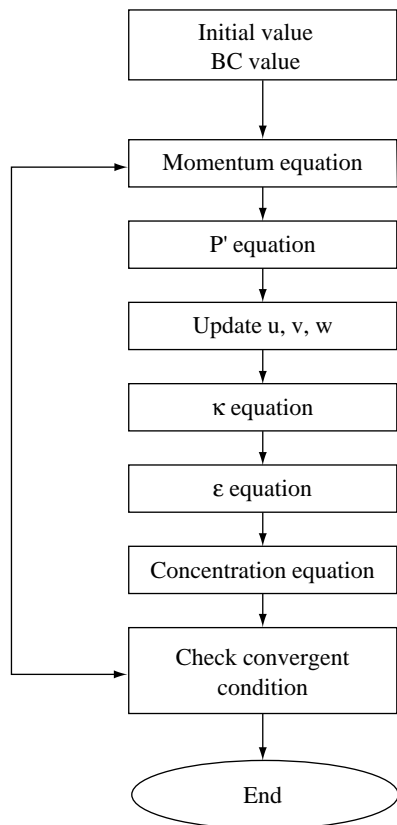 Initial value
BC value
Momentum equation
P' equation
Update u, v, w
κ equation
ε equation
Concentration equation
Check convergent
condition
End